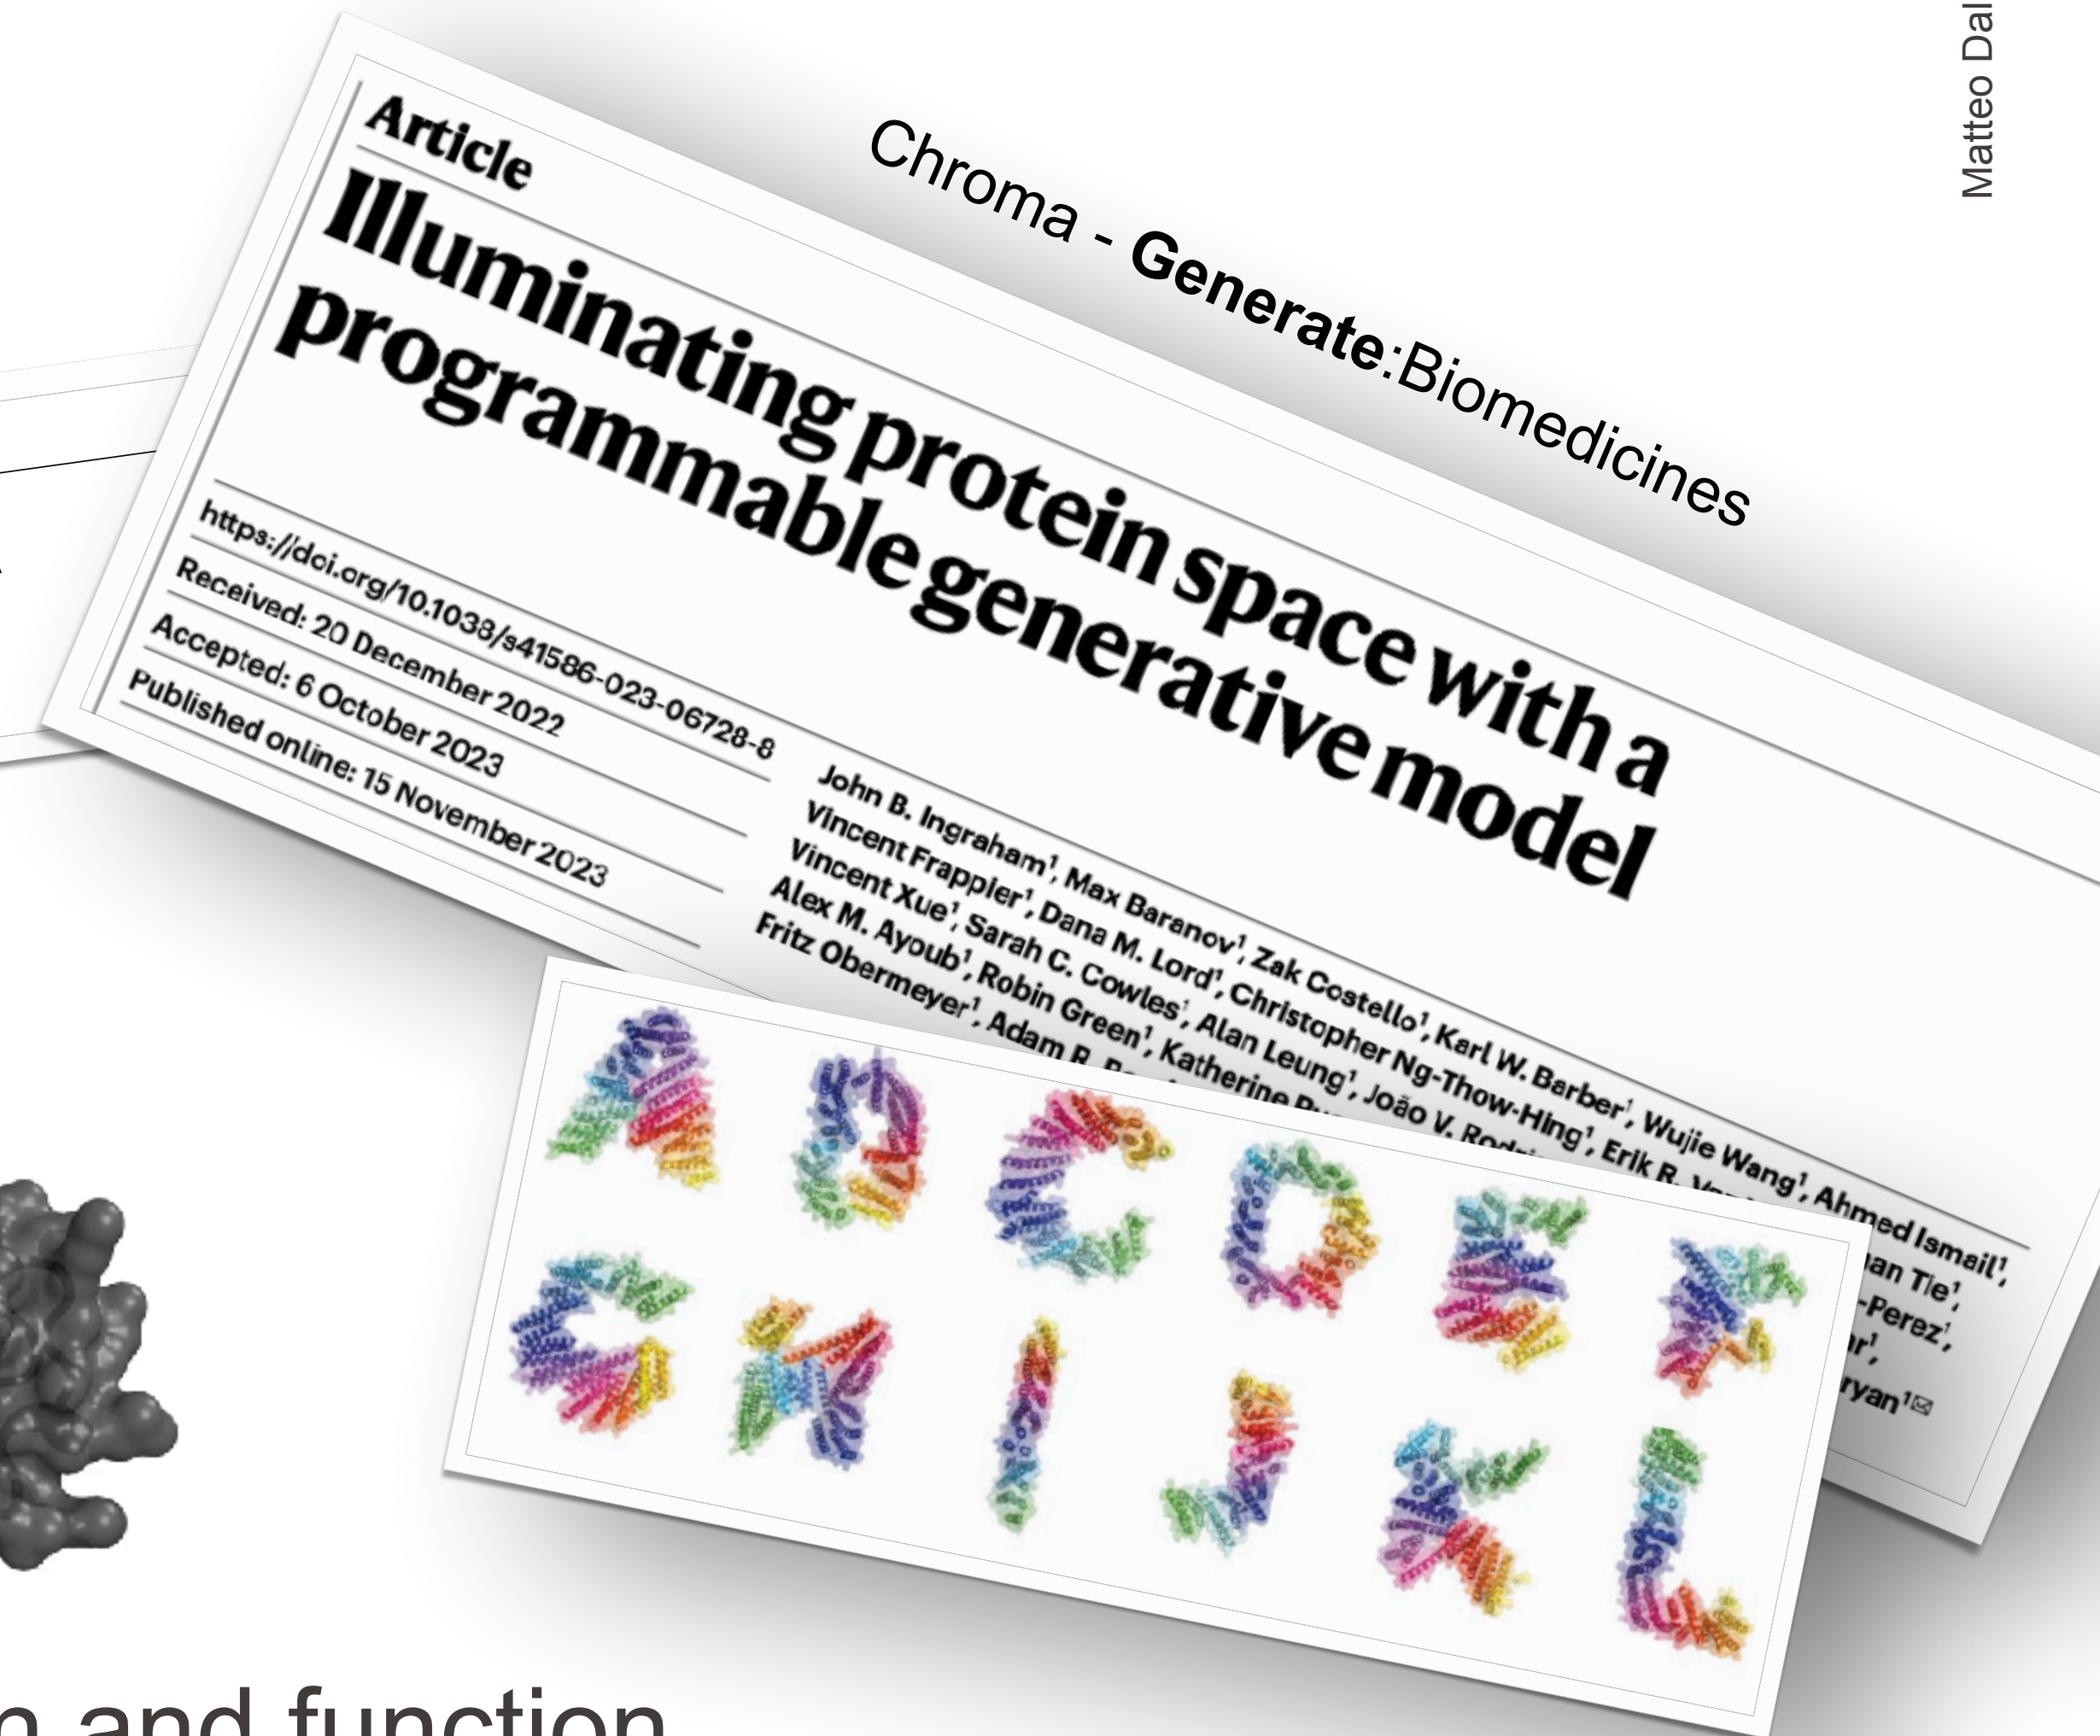 Matteo Dal
Chroma - Generate:Biomedicines
Article
Illuminating protein space with a
programmable generative model
https://doi.org/10.1038/s41586-023-06728-8
Received: 20 December 2022
Accepted: 6 October 2023
Published online: 15 November 2023
John B. Ingraham¹, Max Baranov¹, Zak Costello¹, Karl W. Barber¹, Wujie Wang¹, Ahmed Ismail¹,
Vincent Frappier¹, Dana M. Lord¹, Christopher Ng-Thow-Hing¹, Erik R. Tie¹,
Vincent Xue¹, Sarah C. Cowles¹, Alan Leung¹, João V. -Perez¹,
Alex M. Ayoub¹, Robin Green¹, Katherine
Fritz Obermeyer¹, Adam R.
A B C D E F
G H I J K L
and function